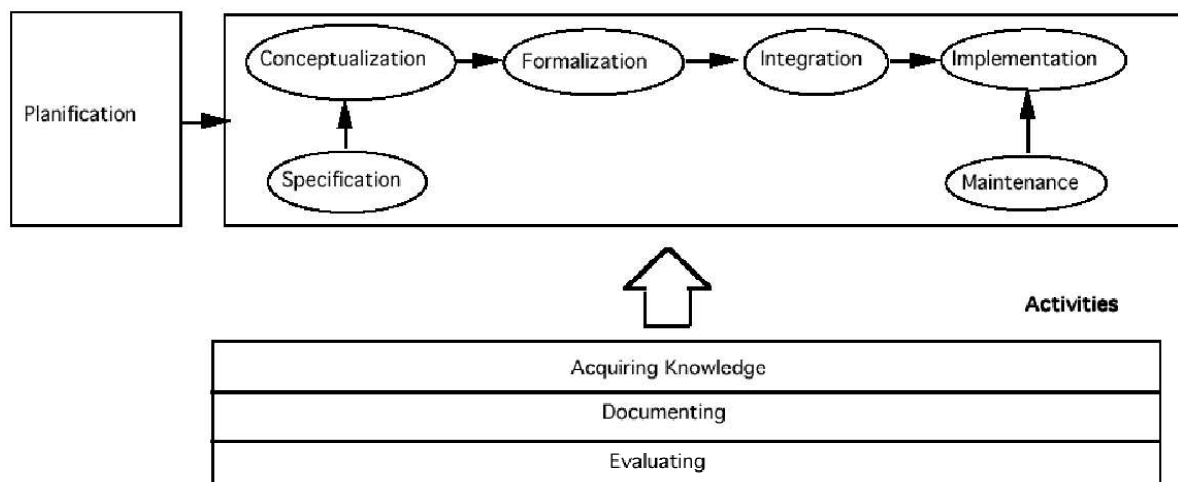 Conceptualization
Formalization
Integration
Implementation
Planification
Specification
Maintenance
Activities
Acquiring Knowledge
Documenting
Evaluating